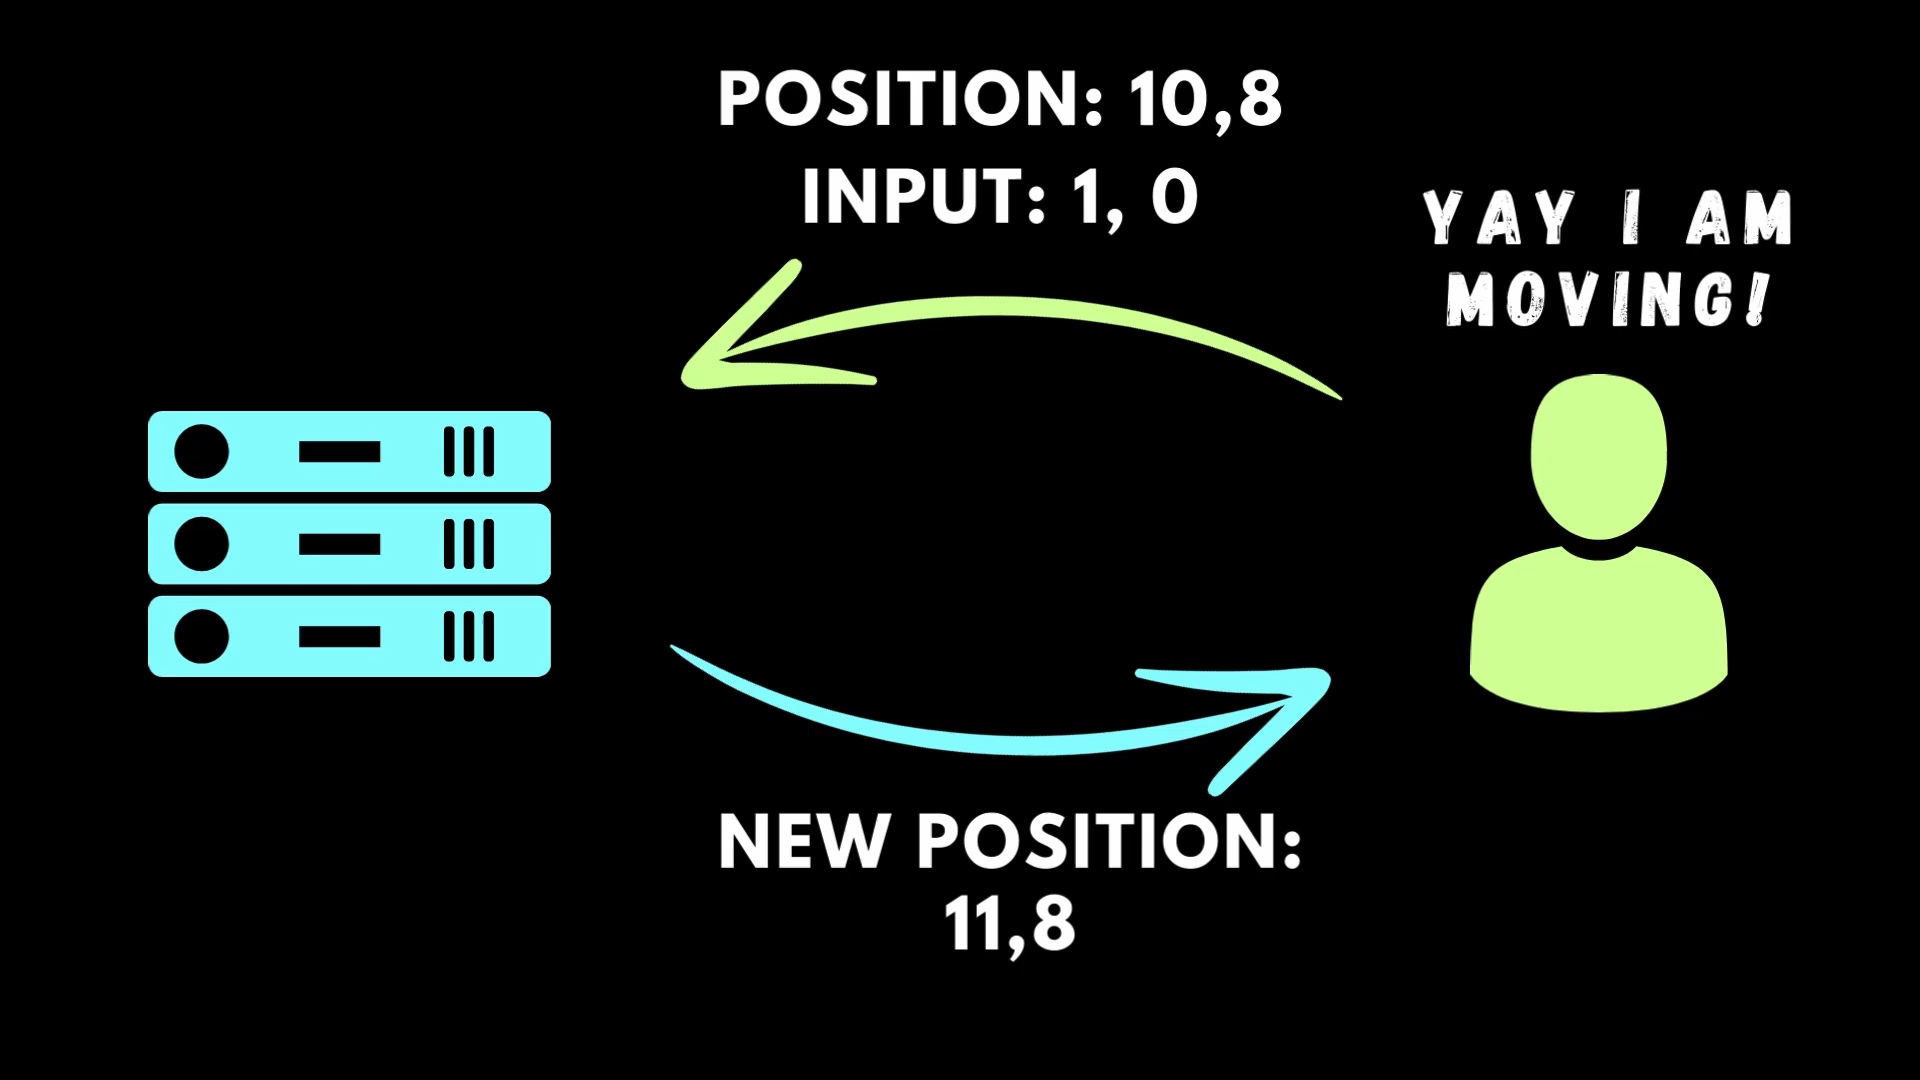 POSITION: 10,8
INPUT: 1, 0
YAY I AM
MOVING!
NEW POSITION:
11,8